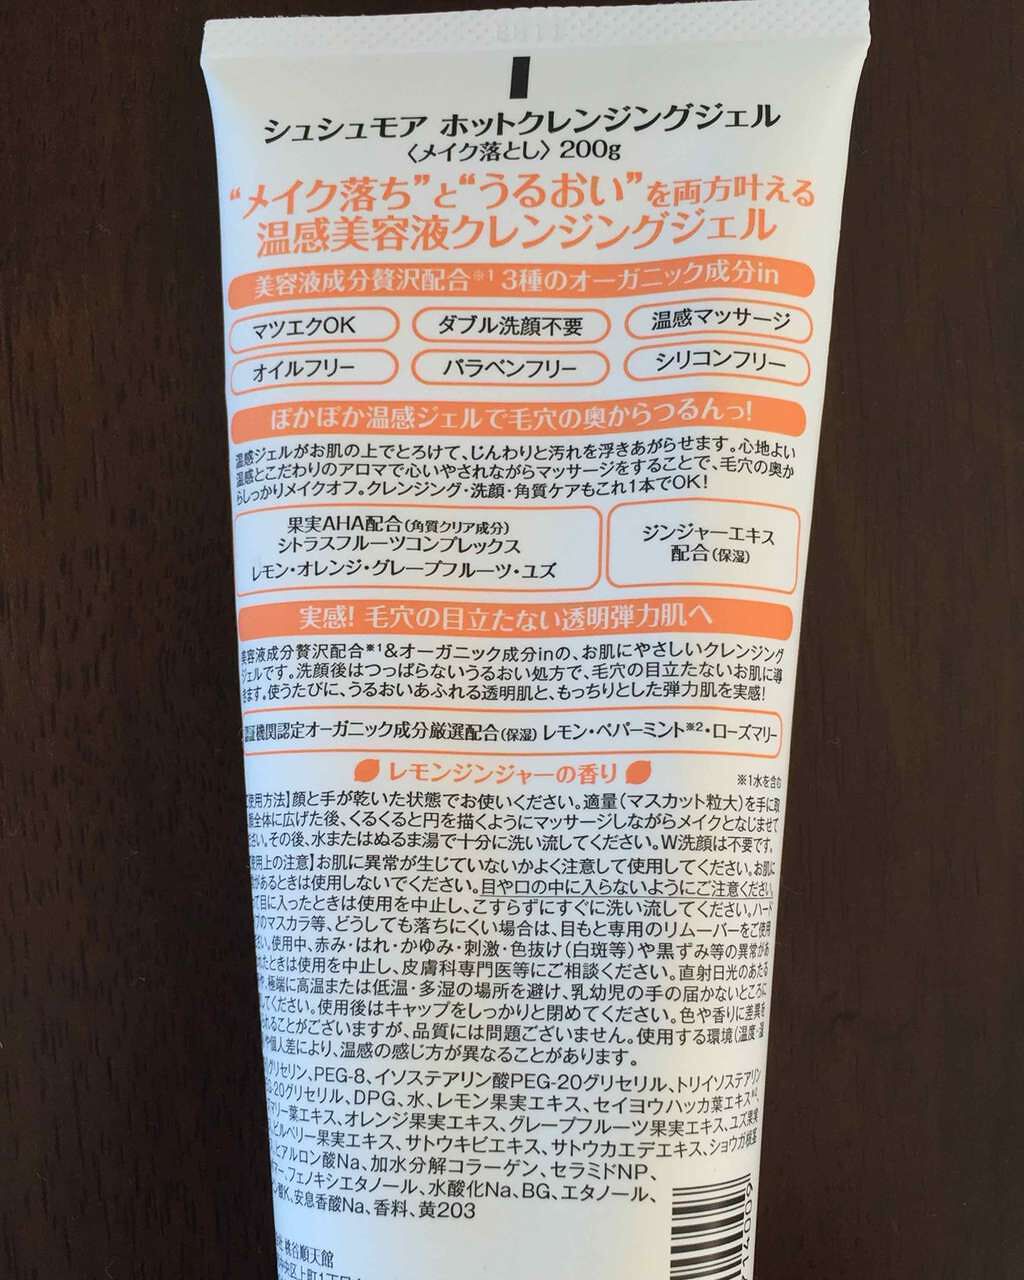 シュシュモア ホットクレンジングジェル
〈メイク落とし〉 200g
“メイク落ち”と“うるおい”を両方叶える
温感美容液クレンジングジェル
美容液成分贅沢配合※1 3種のオーガニック成分in
マツエクOK ダブル洗顔不要 温感マッサージ
オイルフリー パラベンフリー シリコンフリー
ぽかぽか温感ジェルで毛穴の奥からつるんっ!
温感ジェルがお肌の上でとろけて、じんわりと汚れを浮きあがらせます。心地よい
温感とこだわりのアロマで心いやされながらマッサージをすることで、毛穴の奥か
らしっかりメイクオフ。クレンジング・洗顔・角質ケアもこれ1本でOK!
果実AHA配合(角質クリア成分)
シトラスフルーツコンプレックス
レモン・オレンジ・グレープフルーツ・ユズ
ジンジャーエキス
配合(保湿)
実感! 毛穴の目立たない透明弾力肌へ
美容液成分贅沢配合※1&オーガニック成分inの、お肌にやさしいクレンジング
ジェルです。洗顔後はつっぱらないうるおい処方で、毛穴の目立たないお肌に導
きます。使うたびに、うるおいあふれる透明肌と、もっちりとした弾力肌を実感!
認証機関認定オーガニック成分厳選配合(保湿) レモン・ペパーミント※2・ローズマリー
レモンジンジャーの香り
※1水を含む
使用方法】顔と手が乾いた状態でお使いください。適量(マスカット粒大)を手に取
顔全体に広げた後、くるくると円を描くようにマッサージしながらメイクとなじませて
さい。その後、水またはぬるま湯で十分に洗い流してください。W洗顔は不要です。
使用上の注意】お肌に異常が生じていないかよく注意して使用してください。お肌に
があるときは使用しないでください。目や口の中に入らないようにご注意ください。
て目に入ったときは使用を中止し、こすらずにすぐに洗い流してください。ハード
プのマスカラ等、どうしても落ちにくい場合は、目もと専用のリムーバーをご使用
さい。使用中、赤み・はれ・かゆみ・刺激・色抜け(白斑等)や黒ずみ等の異常があ
れたときは使用を中止し、皮膚科専門医等にご相談ください。直射日光のあたる
や、極端に高温または低温・多湿の場所を避け、乳幼児の手の届かないところに
してください。使用後はキャップをしっかりと閉めてください。色や香りに差異を
られることがございますが、品質には問題ございません。使用する環境(温度・湿
や個人差により、温感の感じ方が異なることがあります。
グリセリン、PEG-8、イソステアリン酸PEG-20グリセリル、トリイソステアリン
G-20グリセリル、DPG、水、レモン果実エキス、セイヨウハッカ葉エキス※2、
マリー葉エキス、オレンジ果実エキス、グレープフルーツ果実エキス、ユズ果実
、ビルベリー果実エキス、サトウキビエキス、サトウカエデエキス、ショウガ根茎
、ヒアルロン酸Na、加水分解コラーゲン、セラミドNP、
マー、フェノキシエタノール、水酸化Na、BG、エタノール、
酸K、安息香酸Na、香料、黄203
桃谷順天館
中央区上町1丁目